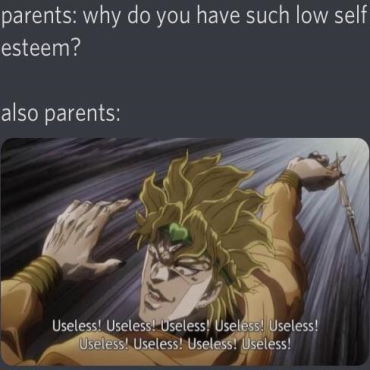 parents: why do you have such low self
esteem?
also parents:
Useless! Useless! Useless! Useless! Useless!
Useless! Useless! Useless! Useless!